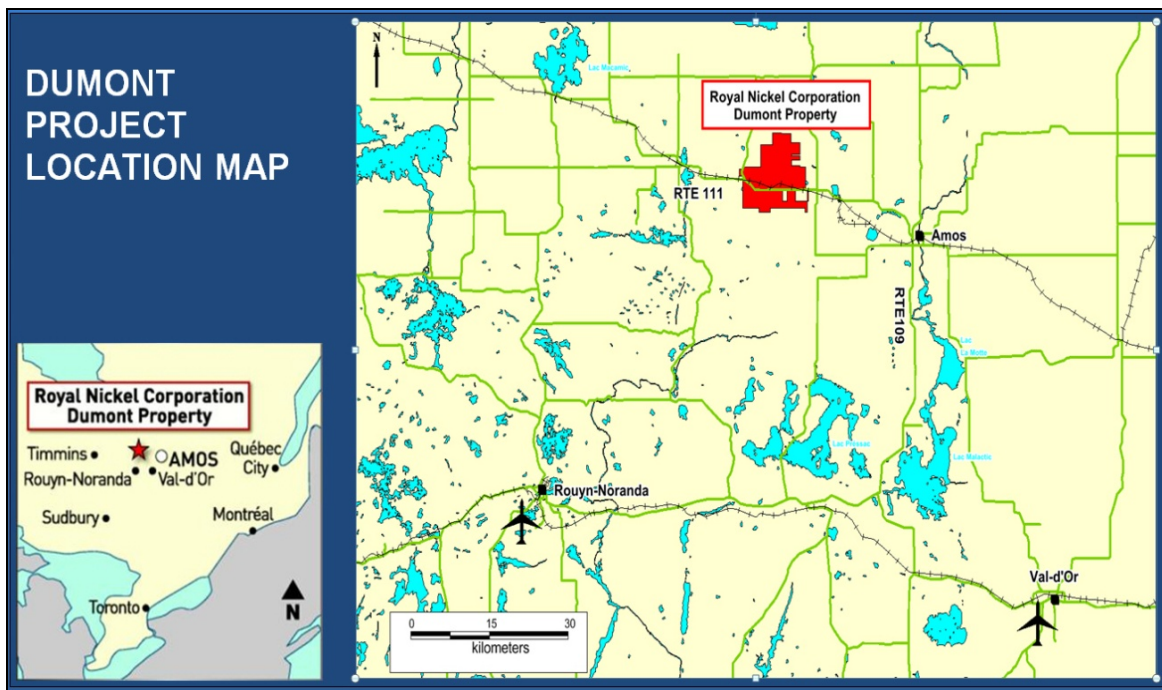 DUMONT
PROJECT
LOCATION MAP
N
Lac Macamic
Royal Nickel Corporation
Dumont Property
RTE 111
Amos
RTE109
Lac
La Motte
Lac Preissac
Lac Malartic
Rouyn-Noranda
Val-d'Or
0 15 30
kilometers
Royal Nickel Corporation
Dumont Property
Timmins
AMOS
Québec
City
Rouyn-Noranda
Val-d'Or
Sudbury
Montréal
Toronto
N